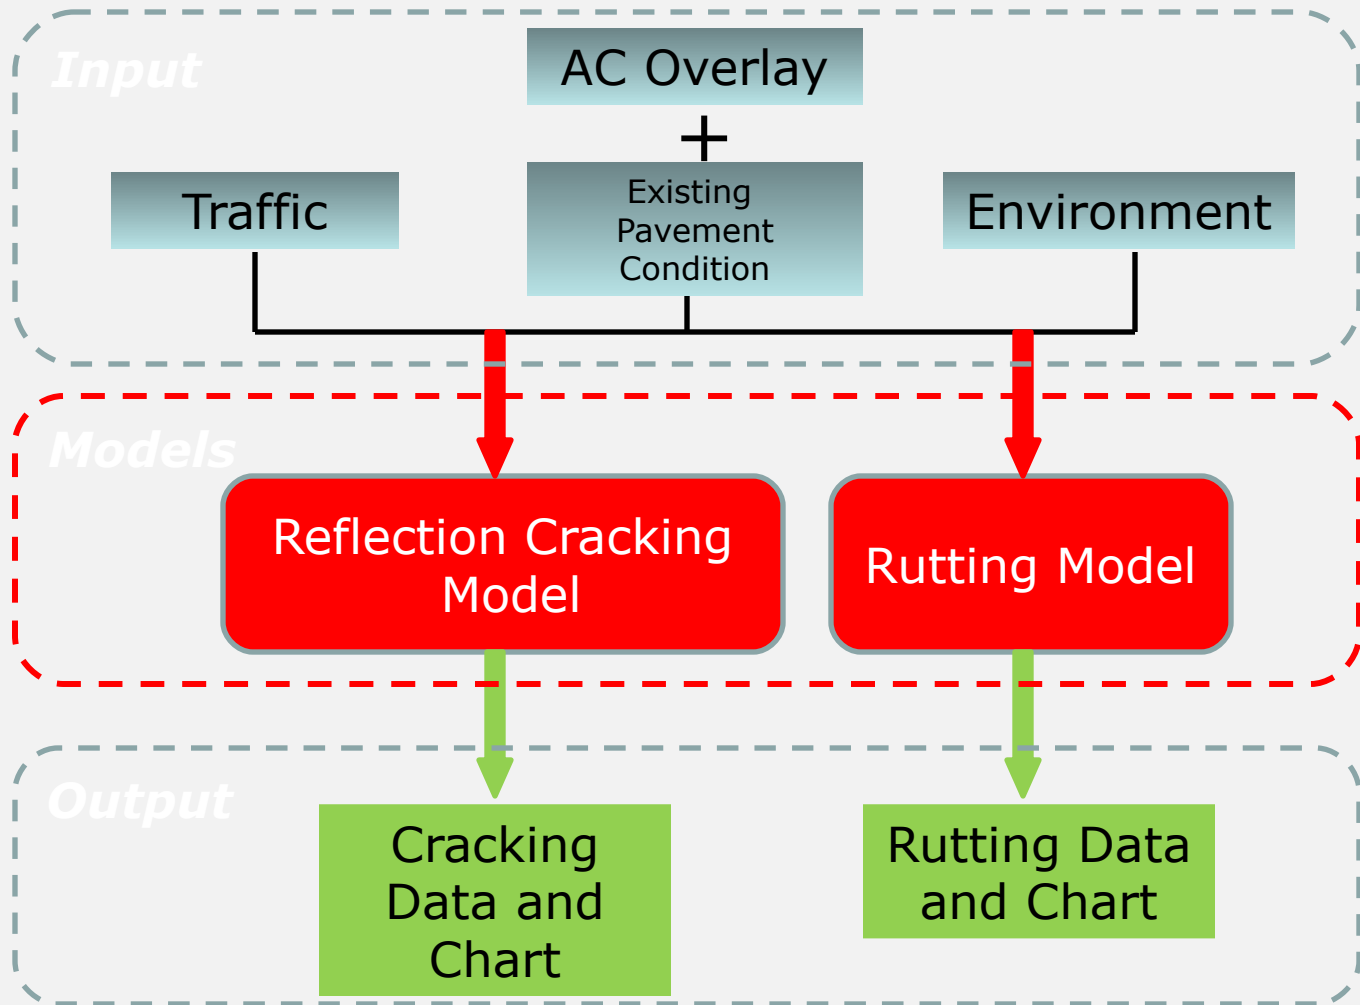 Input
AC Overlay
+
Traffic
Existing
Pavement
Condition
Environment
Models
Reflection Cracking
Model
Rutting Model
Output
Cracking
Data and
Chart
Rutting Data
and Chart